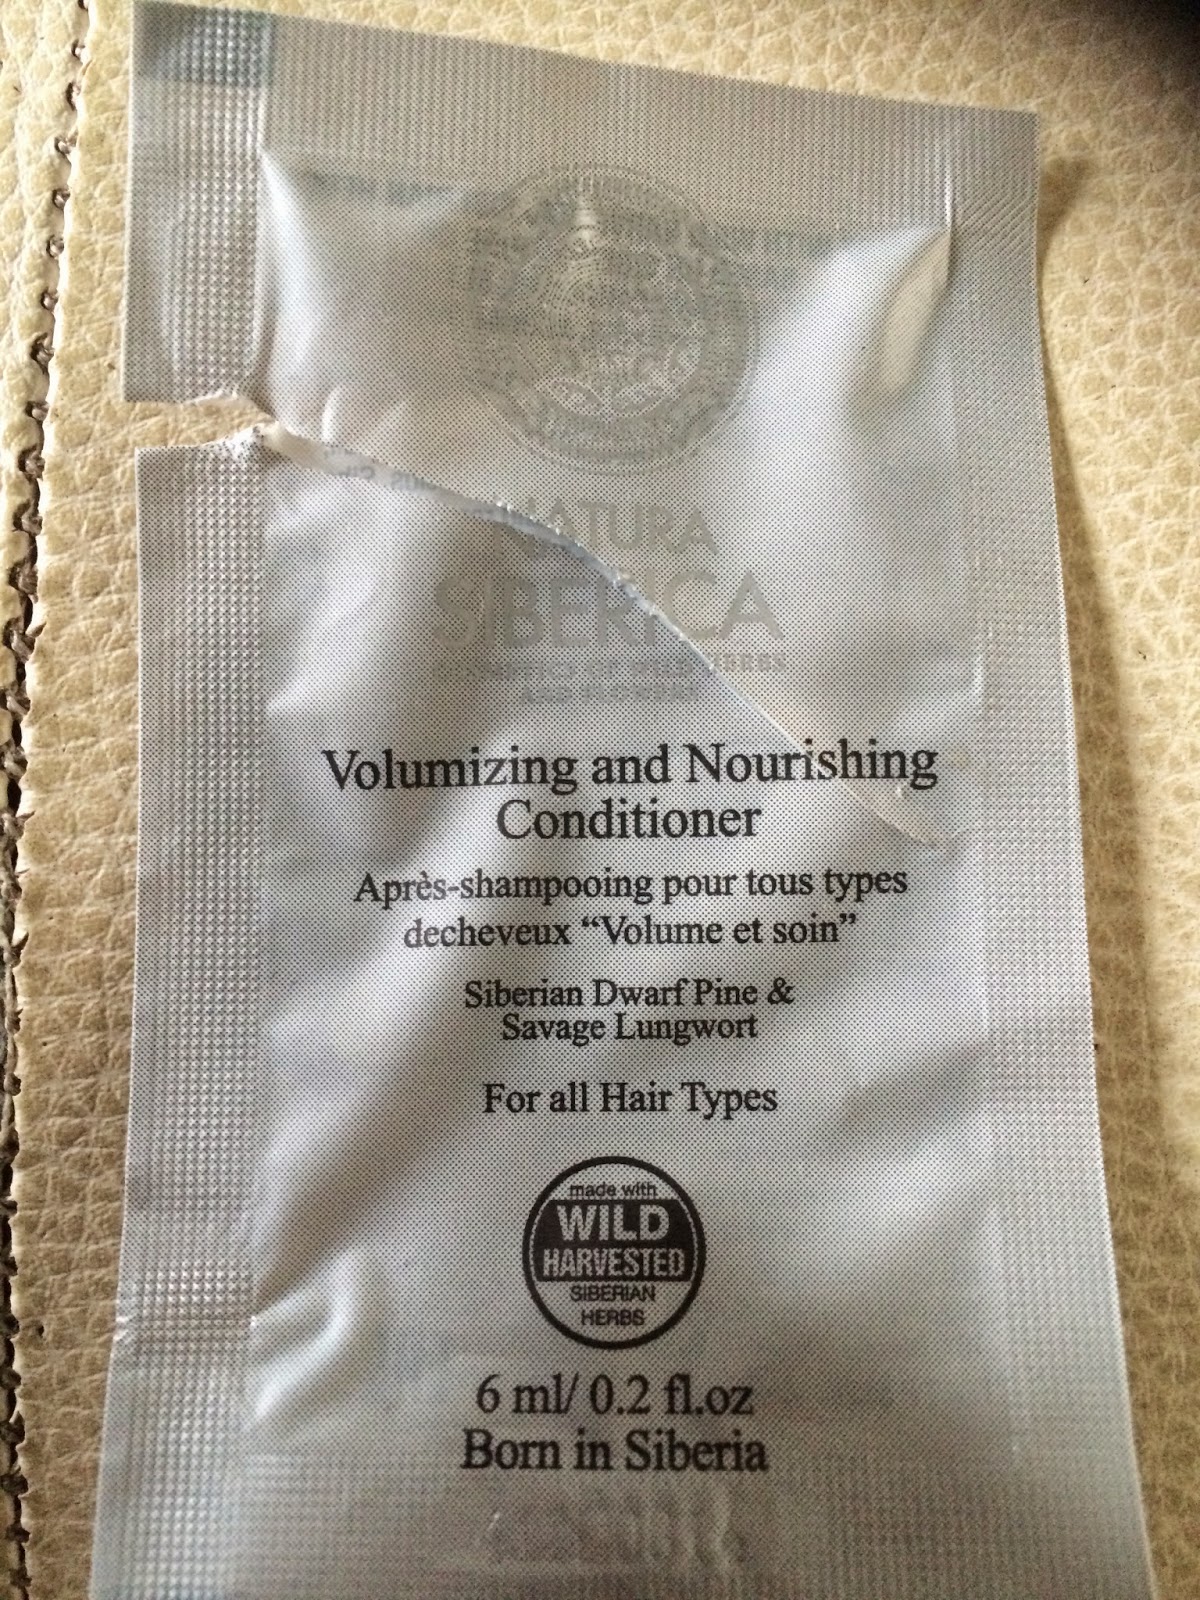 NATURA
SIBERICA
Volumizing and Nourishing
Conditioner
Après-shampooing pour tous types
decheveux “Volume et soin”
Siberian Dwarf Pine &
Savage Lungwort
For all Hair Types
made with
WILD
HARVESTED
SIBERIAN
HERBS
6 ml/ 0.2 fl.oz
Born in Siberia